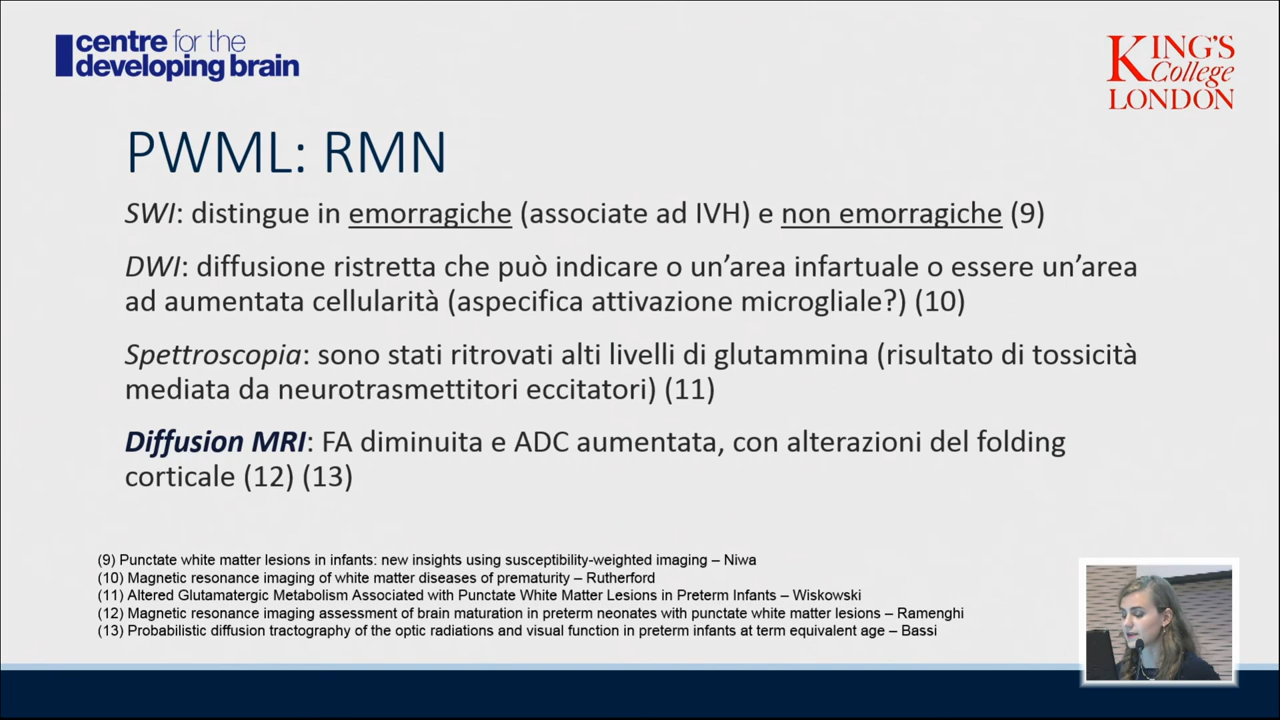 centre for the
developing brain
KING'S
College
LONDON
PWML: RMN
SWI: distingue in emorragiche (associate ad IVH) e non emorragiche (9)
DWI: diffusione ristretta che può indicare o un'area infartuale o essere un'area
ad aumentata cellularità (aspecifica attivazione microgliale?) (10)
Spettroscopia: sono stati ritrovati alti livelli di glutammina (risultato di tossicità
mediata da neurotrasmettitori eccitatori) (11)
Diffusion MRI: FA diminuita e ADC aumentata, con alterazioni del folding
corticale (12) (13)
(9) Punctate white matter lesions in infants: new insights using susceptibility-weighted imaging – Niwa
(10) Magnetic resonance imaging of white matter diseases of prematurity – Rutherford
(11) Altered Glutamatergic Metabolism Associated with Punctate White Matter Lesions in Preterm Infants – Wiskowski
(12) Magnetic resonance imaging assessment of brain maturation in preterm neonates with punctate white matter lesions – Ramenghi
(13) Probabilistic diffusion tractography of the optic radiations and visual function in preterm infants at term equivalent age – Bassi